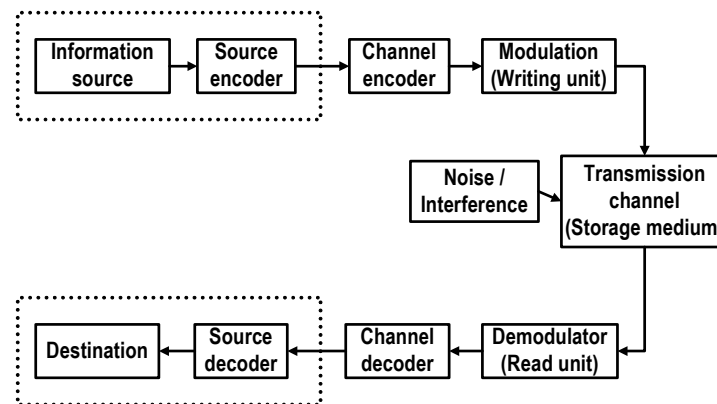 Information
source
Source
encoder
Channel
encoder
Modulation
(Writing unit)
Noise /
Interference
Transmission
channel
(Storage medium
Destination
Source
decoder
Channel
decoder
Demodulator
(Read unit)